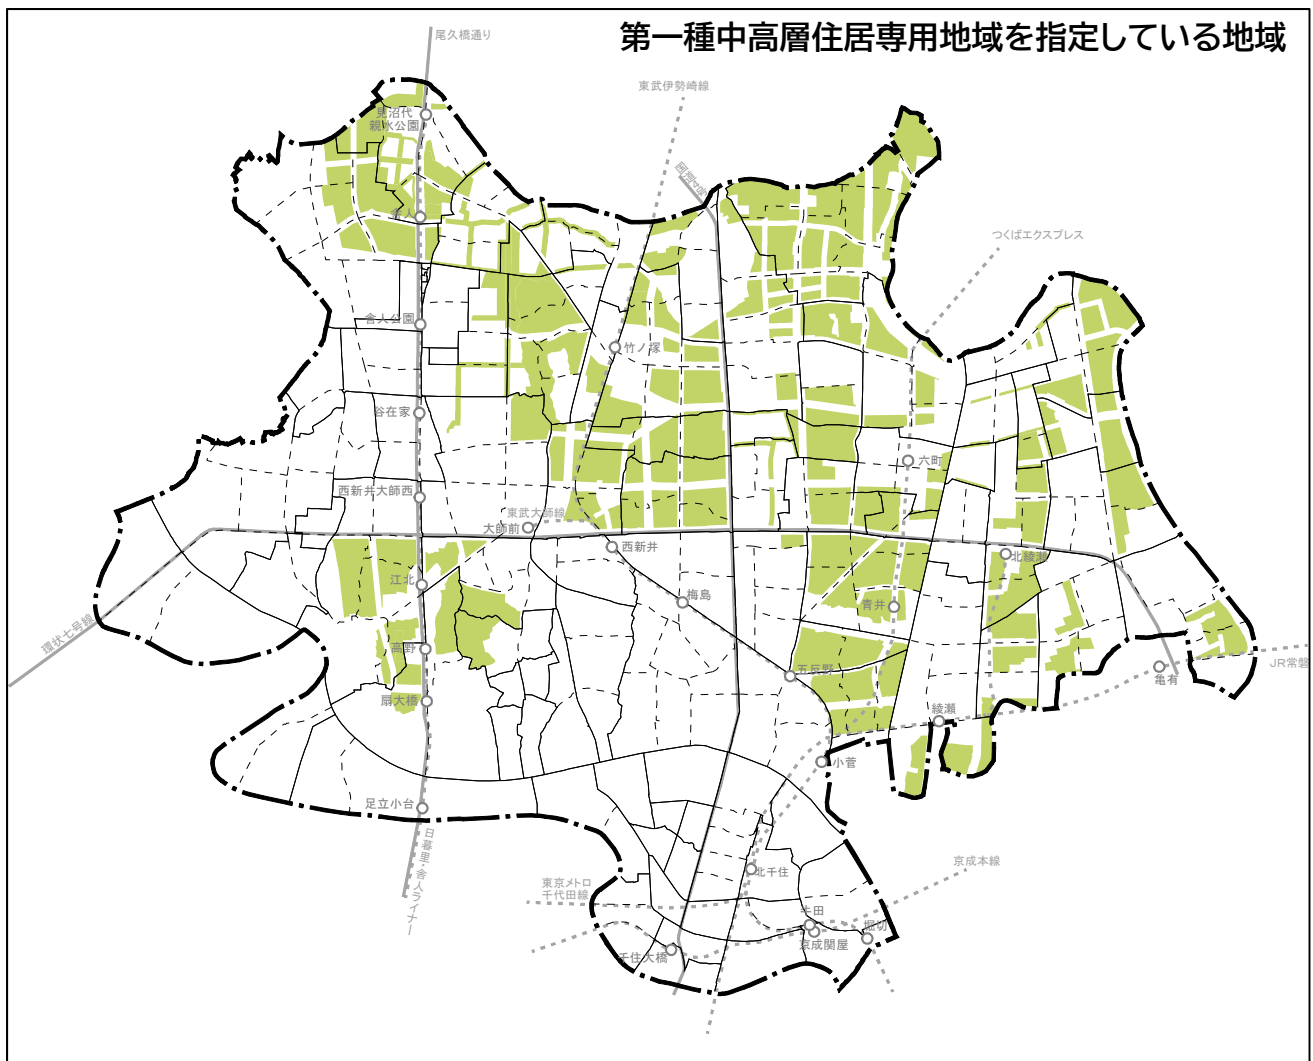 第一種中高層住居専用地域を指定している地域
尾久橋通り
東武伊勢崎線
見沼代
親水公園
国道4号
舎人
つくばエクスプレス
舎人公園
竹ノ塚
谷在家
六町
西新井大師西
東武大師線
大師前
西新井
北綾瀬
江北
梅島
青井
環状七号線
高野
五反野
JR常磐
亀有
扇大橋
綾瀬
小菅
足立小台
日暮里・舎人ライナー
北千住
京成本線
東京メトロ
千代田線
牛田
堀切
京成関屋
千住大橋